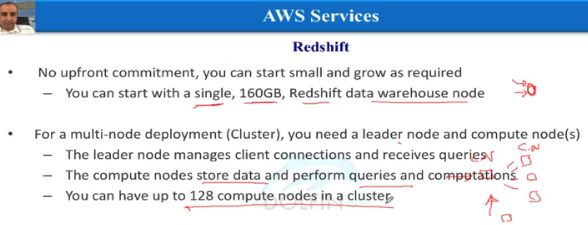 AWS Services
Redshift
• No upfront commitment, you can start small and grow as required
– You can start with a single, 160GB, Redshift data warehouse node
• For a multi-node deployment (Cluster), you need a leader node and compute node(s)
– The leader node manages client connections and receives queries
– The compute nodes store data and perform queries and computations
– You can have up to 128 compute nodes in a cluster
C.N
C.N
DOLFIN